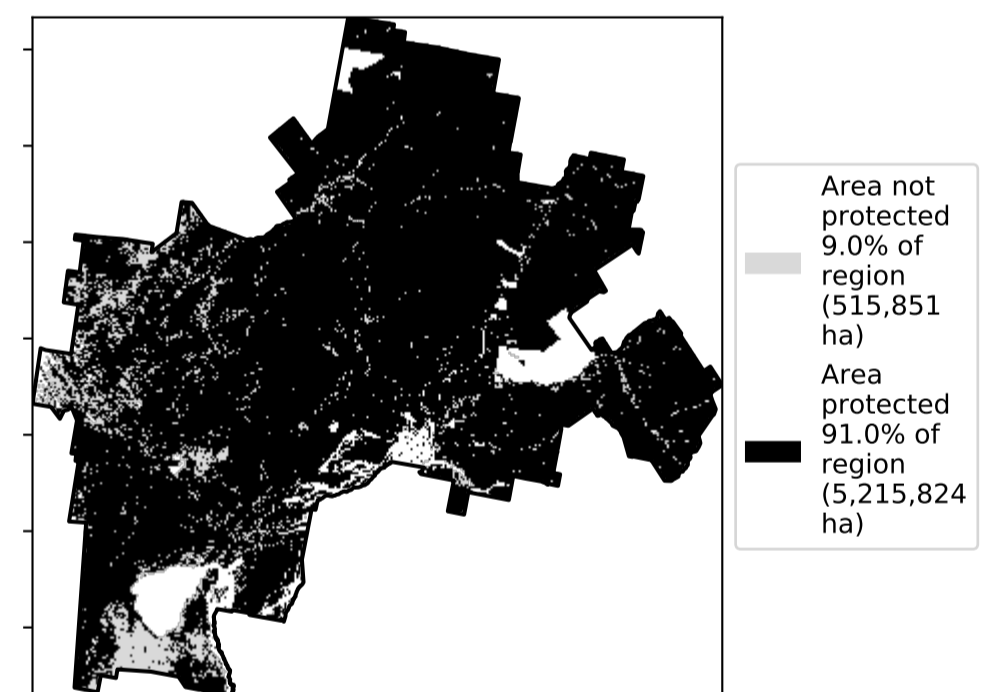 Area not
protected
9.0% of
region
(515,851
ha)
Area
protected
91.0% of
region
(5,215,824
ha)